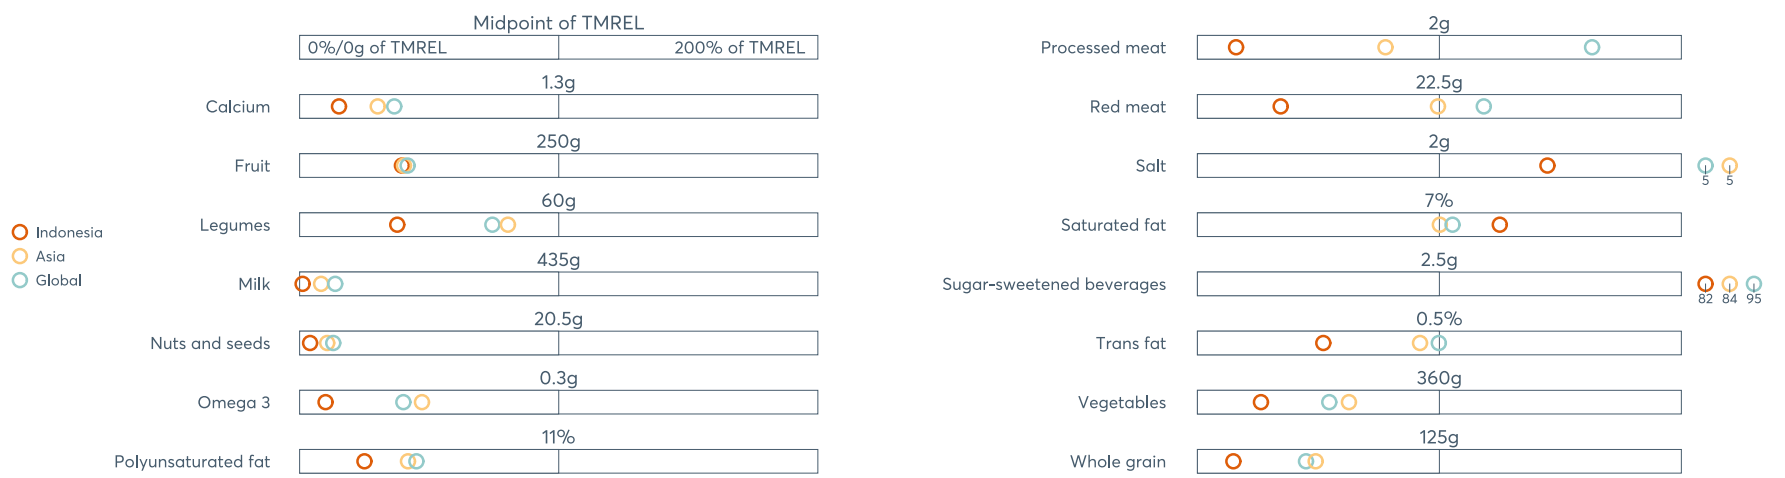 Midpoint of TMREL
0%/0g of TMREL
200% of TMREL
1.3g
Calcium
250g
Fruit
60g
Legumes
Indonesia
Asia
Global
435g
Milk
20.5g
Nuts and seeds
0.3g
Omega 3
11%
Polyunsaturated fat
2g
Processed meat
22.5g
Red meat
2g
Salt
5 5
7%
Saturated fat
2.5g
Sugar-sweetened beverages
82 84 95
0.5%
Trans fat
360g
Vegetables
125g
Whole grain